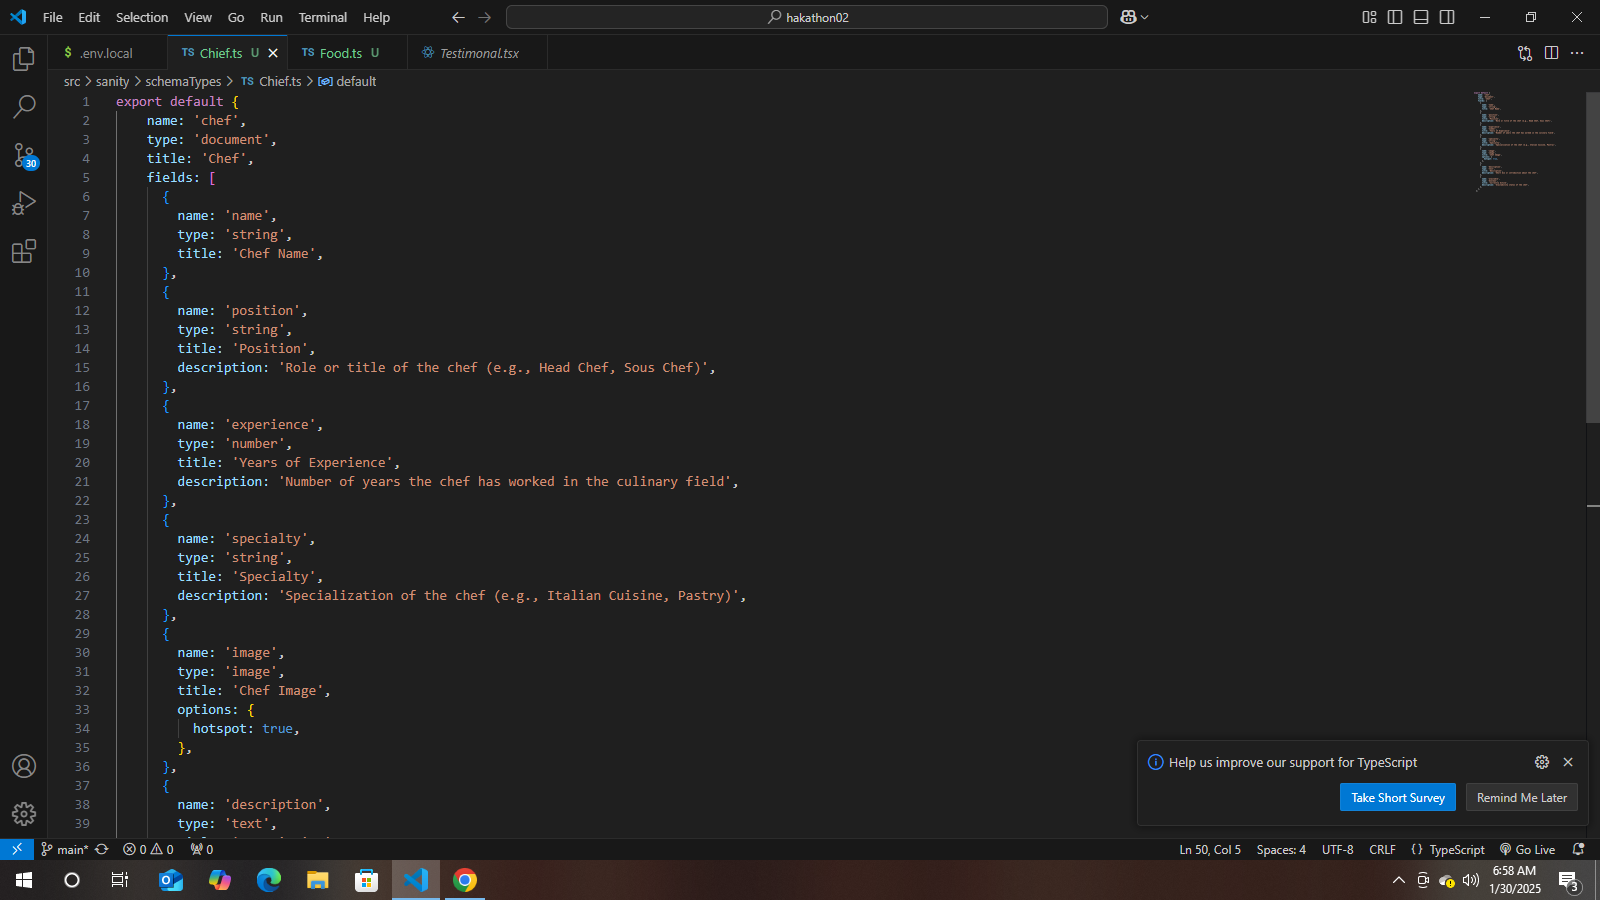 File Edit Selection View Go Run Terminal Help
hakathon02
$ .env.local
TS Chief.ts U
TS Food.ts U
Testimonal.tsx
src > sanity > schemaTypes > TS Chief.ts > default
1 export default {
2 name: 'chef',
3 type: 'document',
4 title: 'Chef',
5 fields: [
6 {
7 name: 'name',
8 type: 'string',
9 title: 'Chef Name',
10 },
11 {
12 name: 'position',
13 type: 'string',
14 title: 'Position',
15 description: 'Role or title of the chef (e.g., Head Chef, Sous Chef)',
16 },
17 {
18 name: 'experience',
19 type: 'number',
20 title: 'Years of Experience',
21 description: 'Number of years the chef has worked in the culinary field',
22 },
23 {
24 name: 'specialty',
25 type: 'string',
26 title: 'Specialty',
27 description: 'Specialization of the chef (e.g., Italian Cuisine, Pastry)',
28 },
29 {
30 name: 'image',
31 type: 'image',
32 title: 'Chef Image',
33 options: {
34 hotspot: true,
35 },
36 },
37 {
38 name: 'description',
39 type: 'text',
30
Help us improve our support for TypeScript
Take Short Survey
Remind Me Later
main* 0 0 0
Ln 50, Col 5 Spaces: 4 UTF-8 CRLF {} TypeScript Go Live
6:58 AM
1/30/2025
3